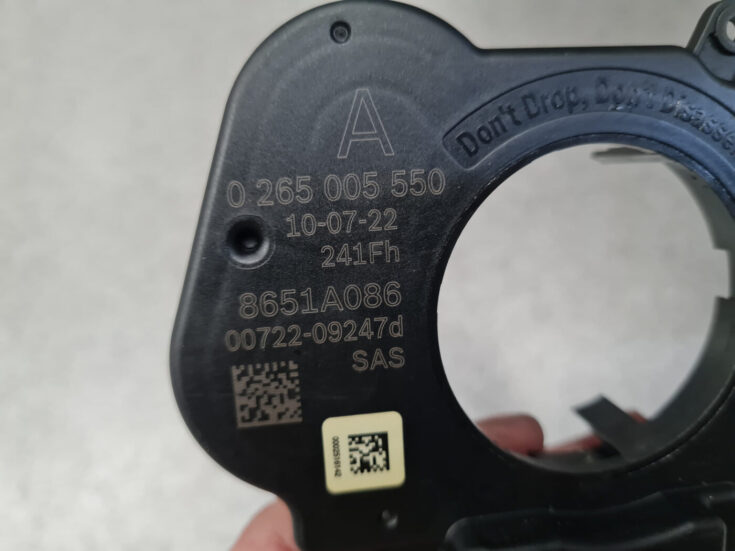 A
Don't Drop, Don't Disasse
0 265 005 550
10-07-22
241Fh
8651A086
00722-09247d
SAS